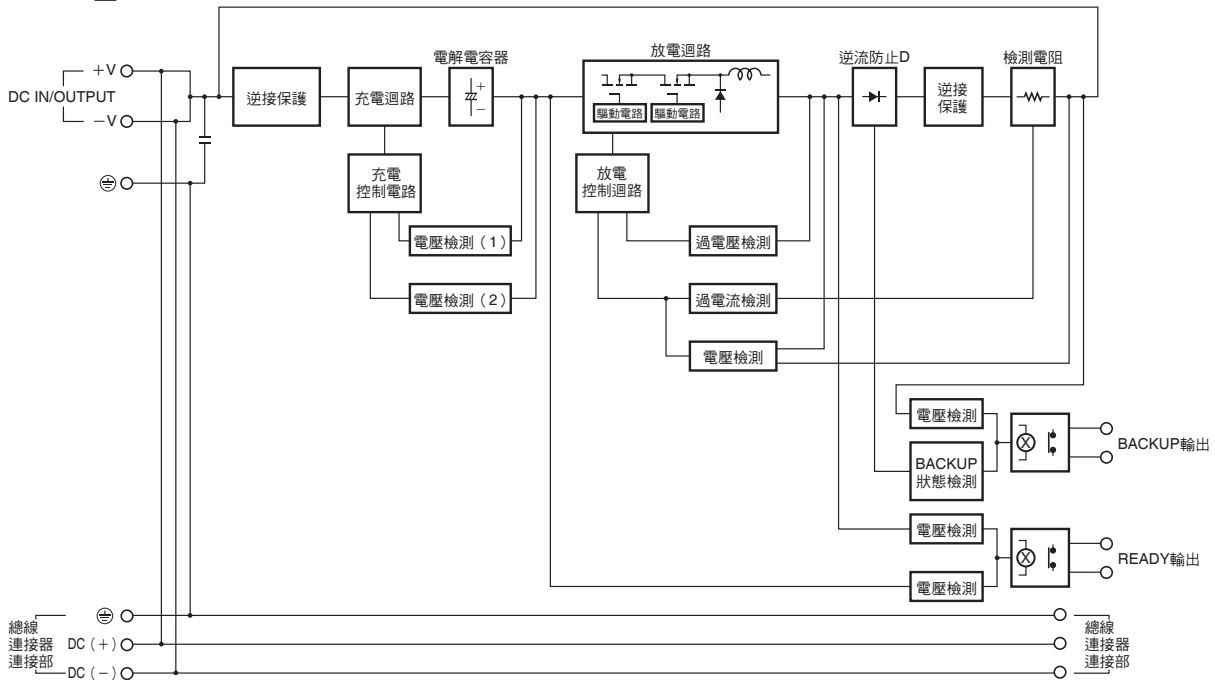 +V
DC IN/OUTPUT
−V
逆接保護
充電迴路
電解電容器
+
−
放電迴路
驅動電路
驅動電路
逆流防止D
逆接
保護
檢測電阻
充電
控制電路
放電
控制迴路
電壓檢測（1）
過電壓檢測
電壓檢測（2）
過電流檢測
電壓檢測
電壓檢測
BACKUP
狀態檢測
BACKUP輸出
電壓檢測
READY輸出
電壓檢測
總線
連接器
連接部
DC（+）
DC（−）
總線
連接器
連接部